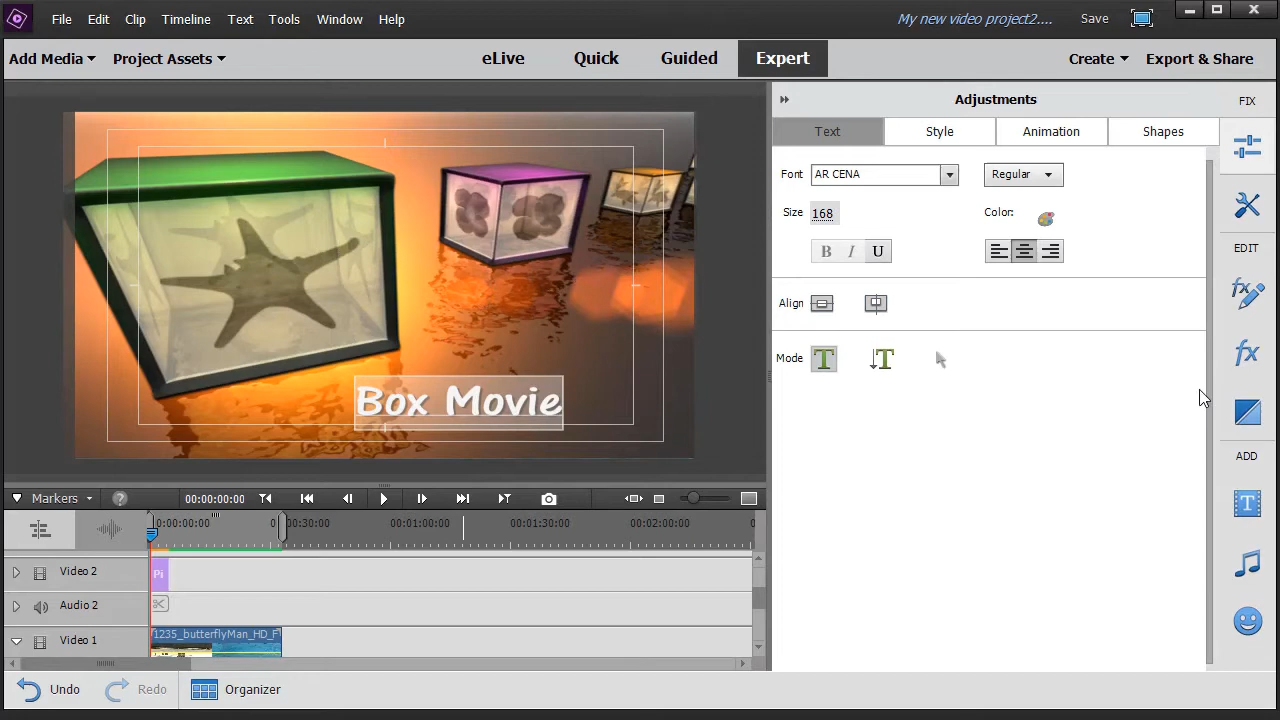 File Edit Clip Timeline Text Tools Window Help My new video project2.... Save
Add Media Project Assets eLive Quick Guided Expert Create Export & Share
Adjustments FIX
Text Style Animation Shapes
Font AR CENA Regular
Size 168 Color:
B I U
EDIT
Align
Mode T T
fx
Box Movie
ADD
Markers ? 00:00:00:00
0:00:00:00 00:30:00 00:01:00:00 00:01:30:00 00:02:00:00
Video 2 Pi
Audio 2
Video 1 1235_butterflyMan_HD_F
Undo Redo Organizer